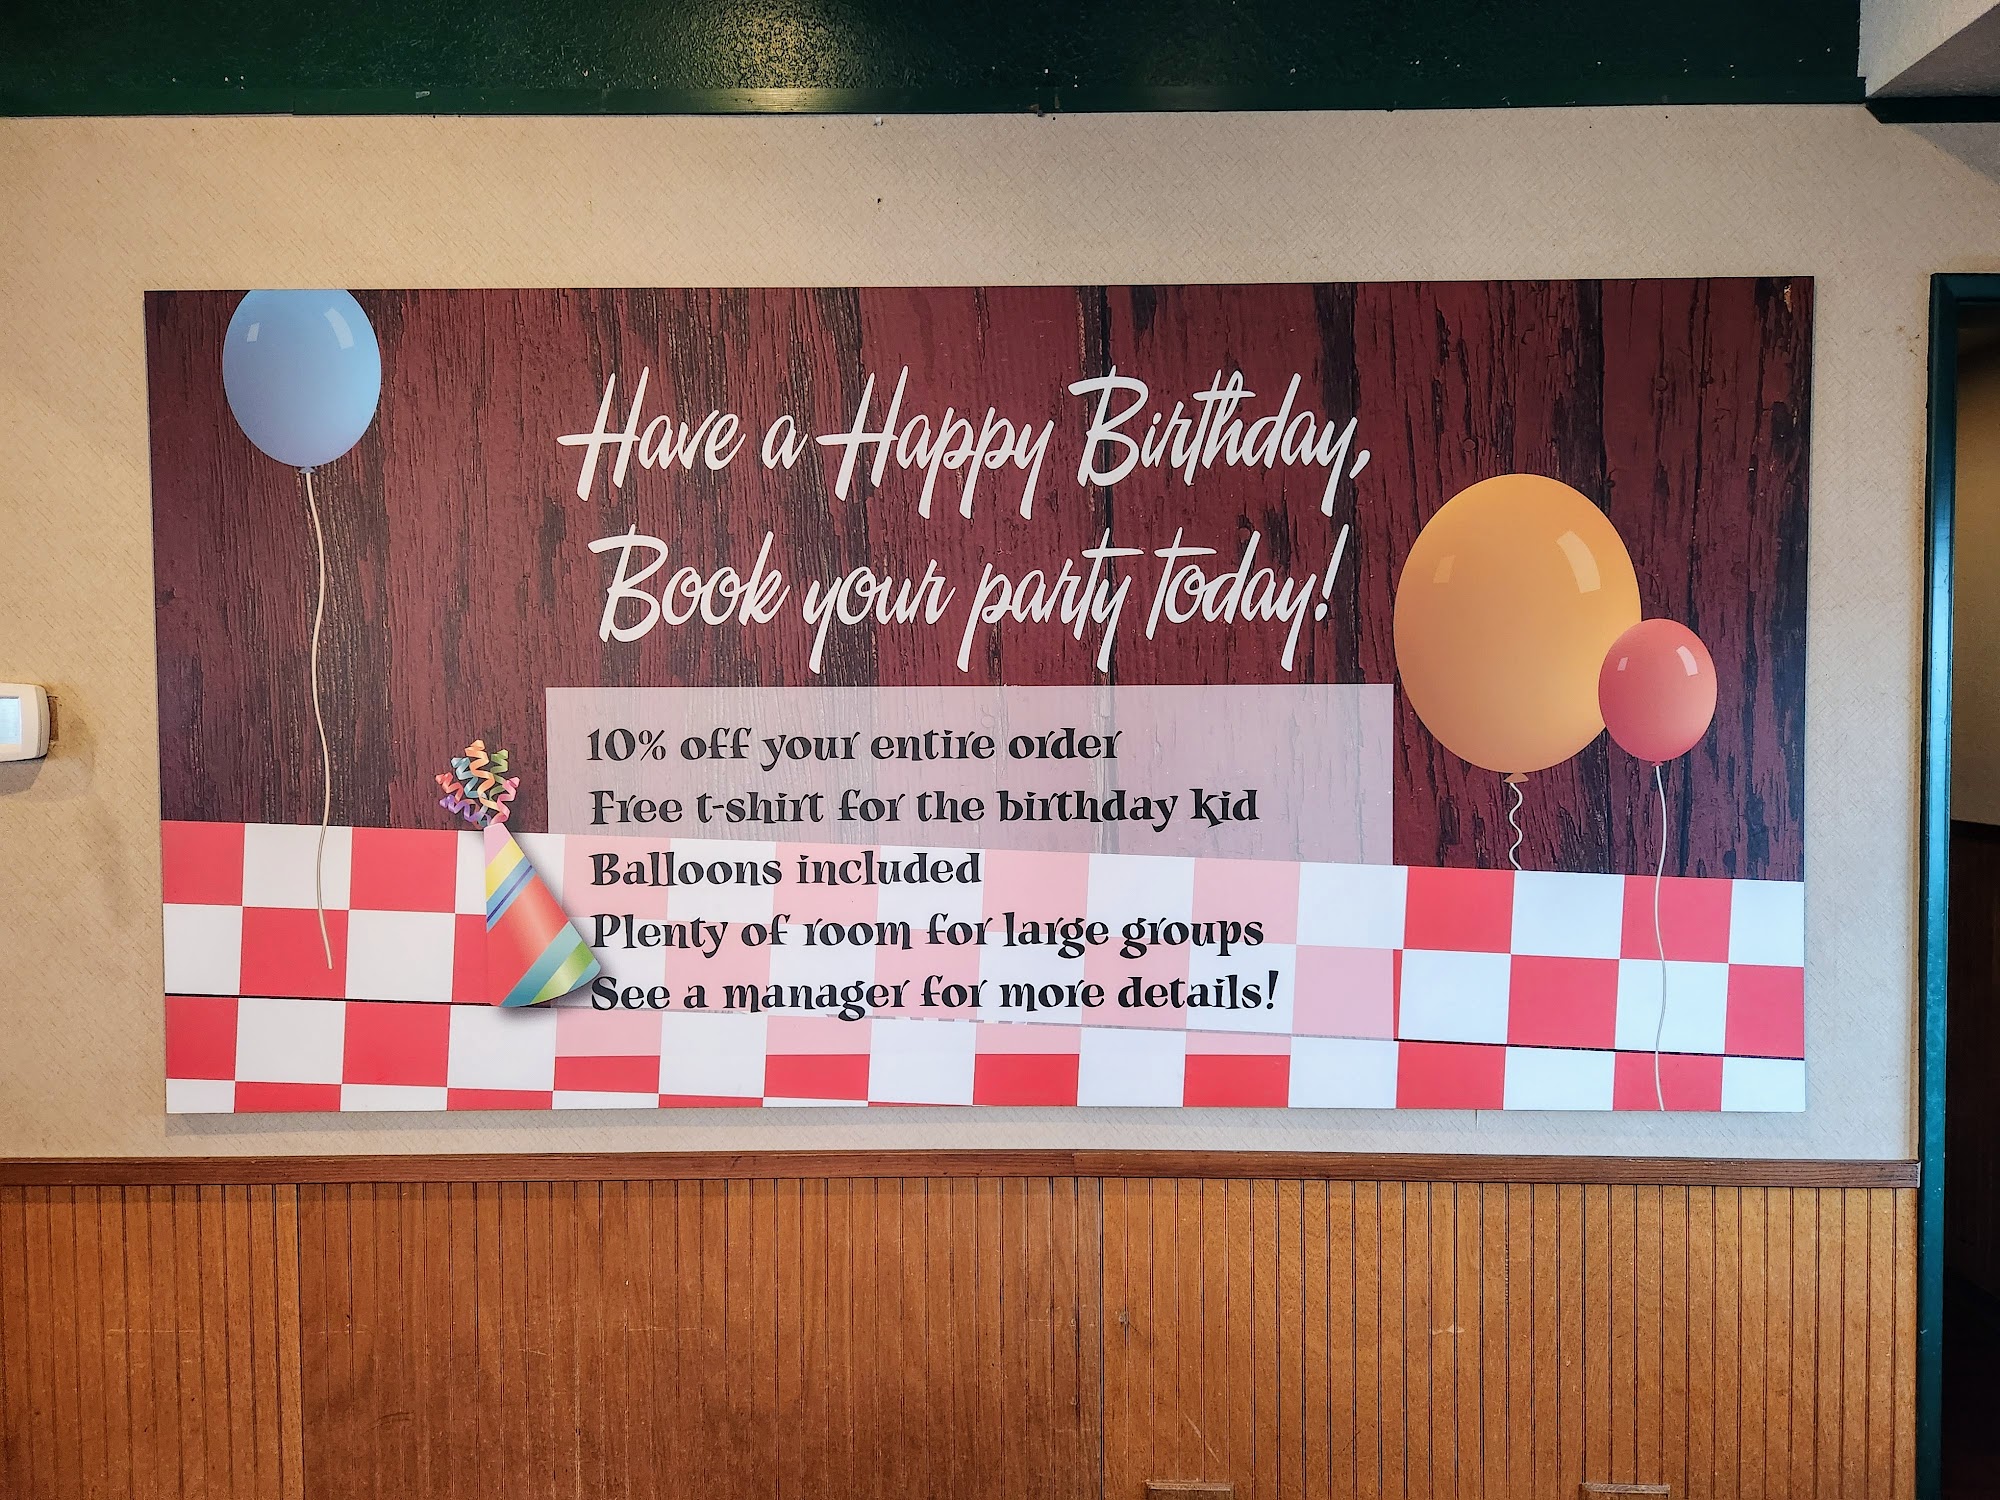 Have a Happy Birthday,
Book your party today!
10% off your entire order
Free t-shirt for the birthday kid
Balloons included
Plenty of room for large groups
See a manager for more details!